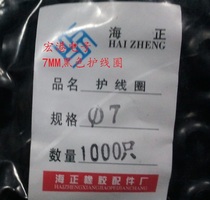 海正
HAI ZHENG
7MM黑色护线圈
品名 护线圈
规格 φ7
数量 1000只
海正橡胶配件厂